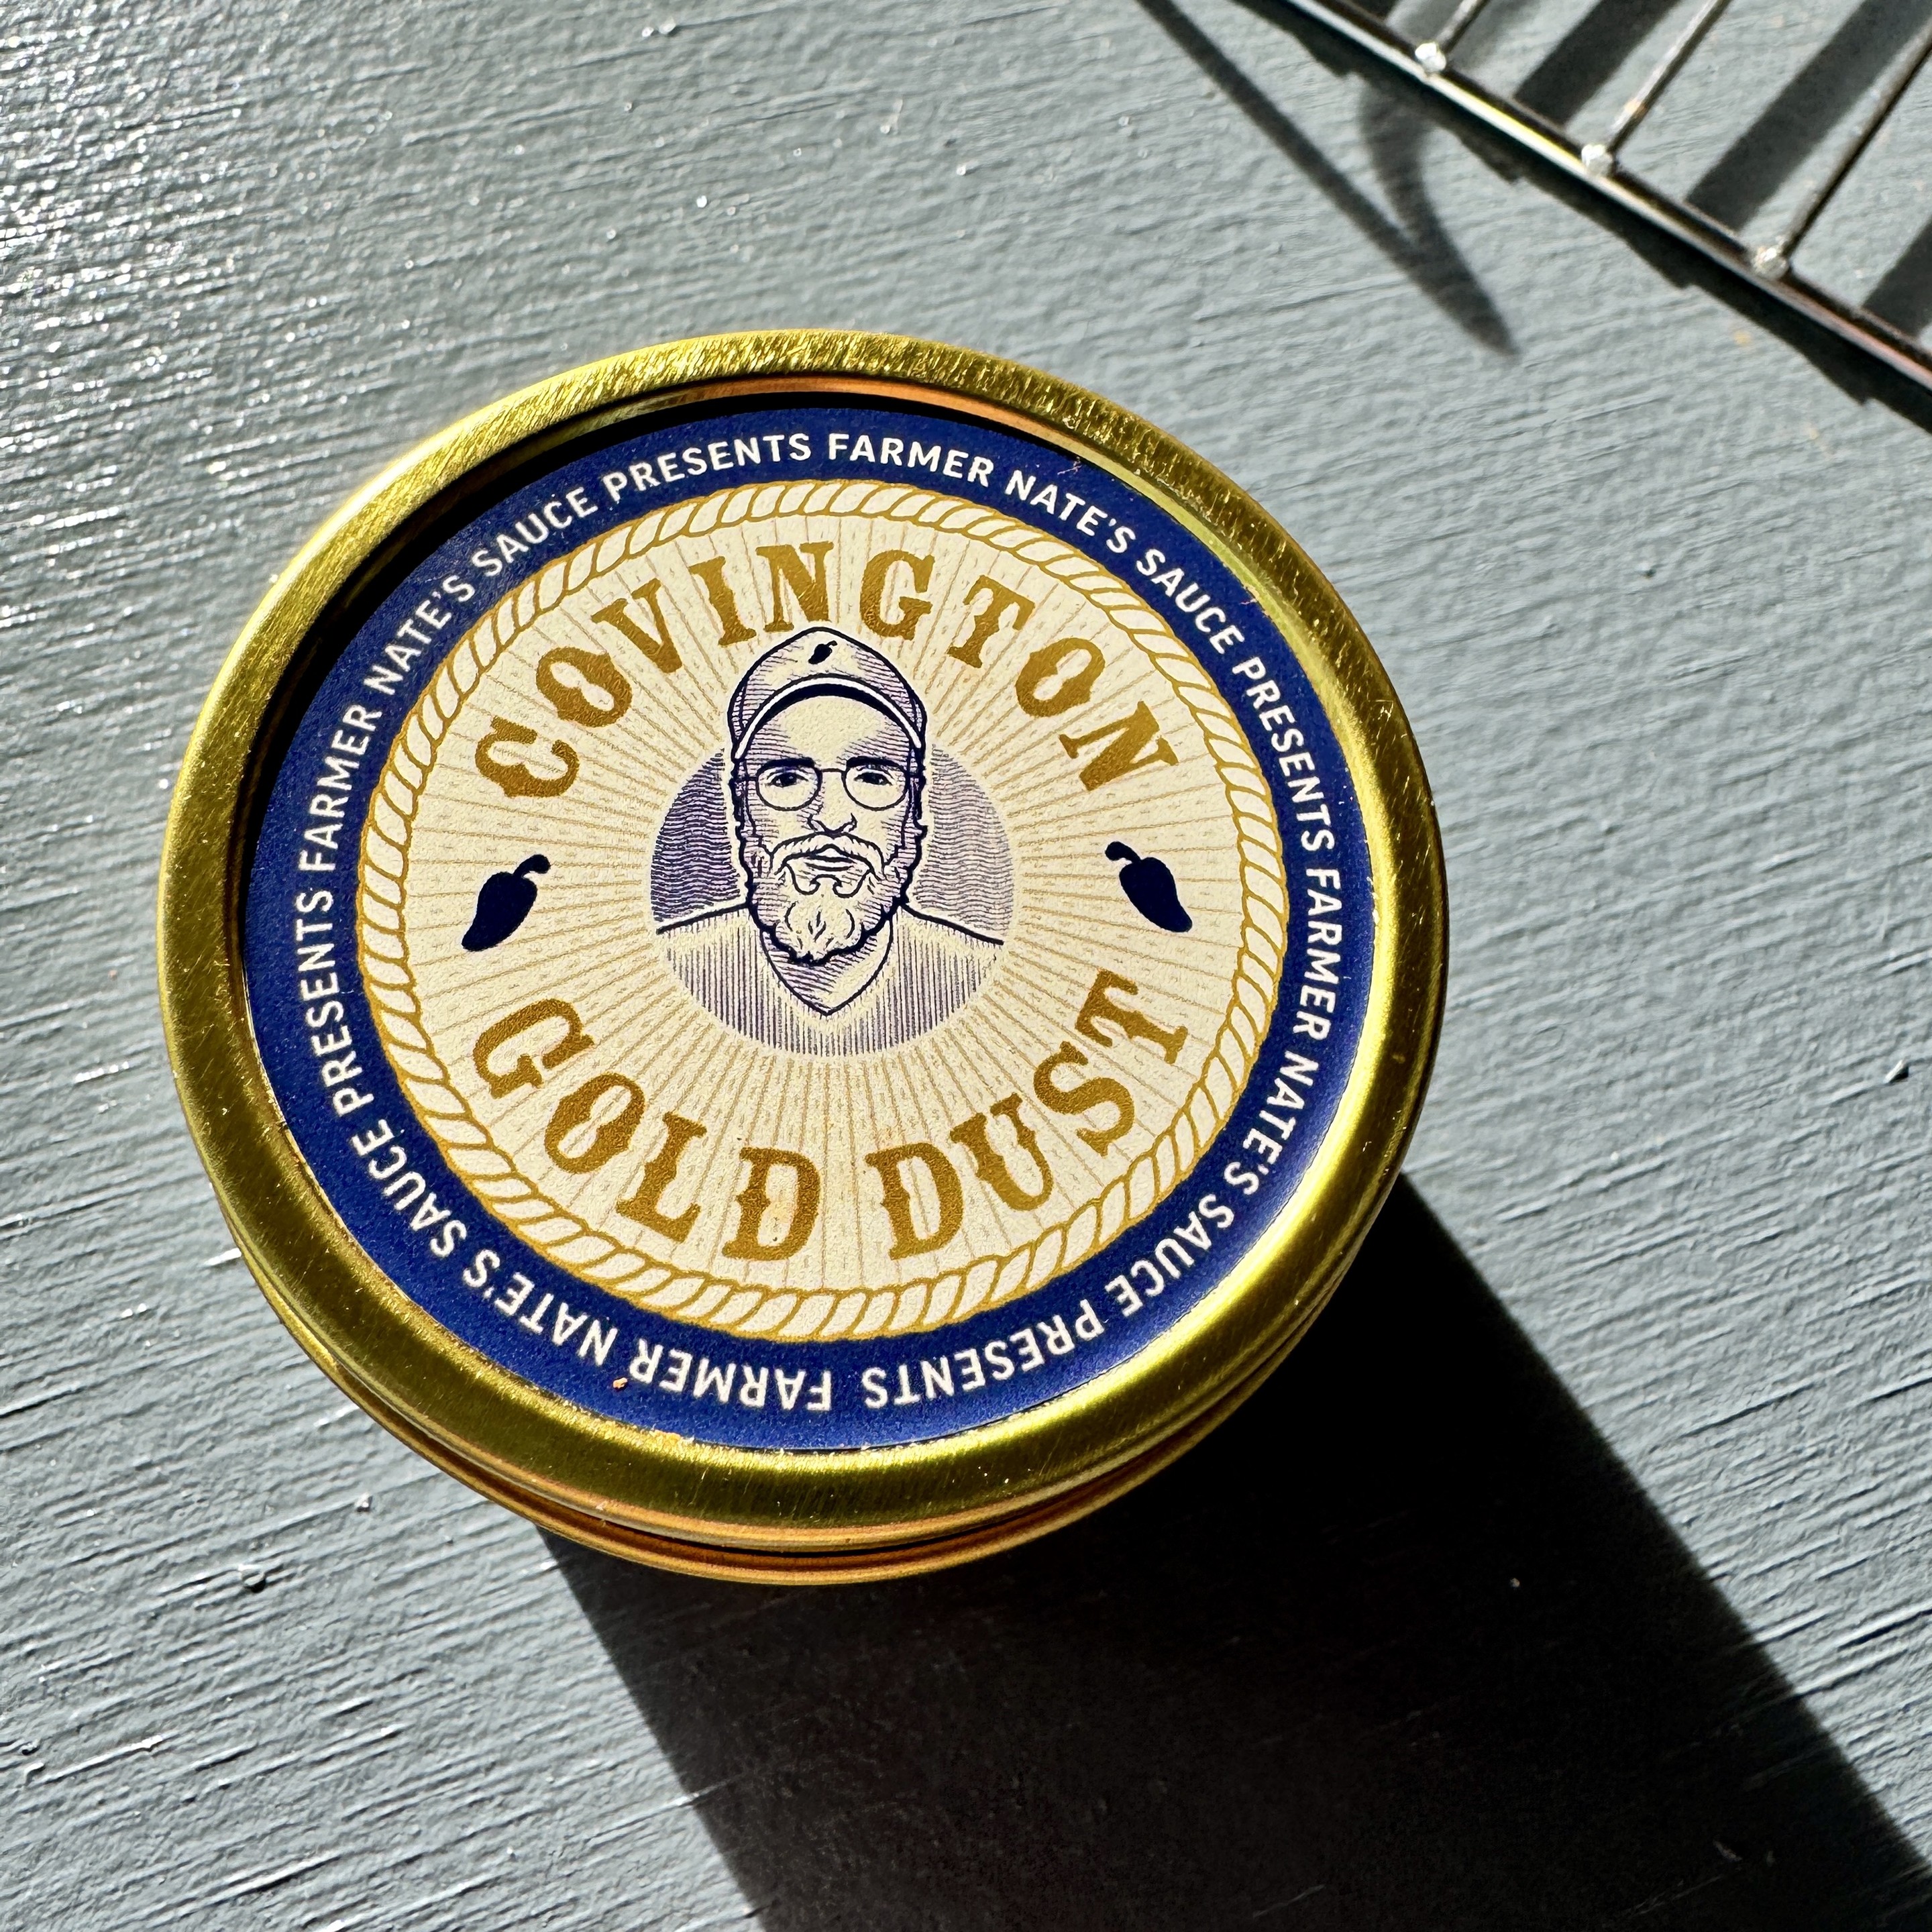 FARMER NATE'S SAUCE PRESENTS FARMER NATE'S SAUCE PRESENTS FARMER NATE'S SAUCE PRESENTS FARMER NATE'S SAUCE PRESENTS
COVINGTON
GOLD DUST